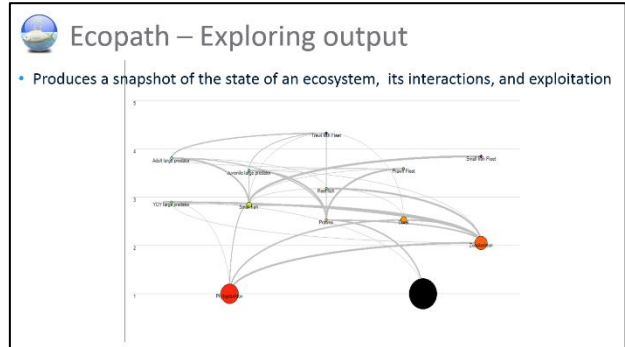 Ecopath – Exploring output
• Produces a snapshot of the state of an ecosystem, its interactions, and exploitation
5
Trawl fish Fleet
4
Adult large predator
Small fish Fleet
Juvenile large predator
Prawn Fleet
Reef fish
3
YOY large predator
Small fish
Prawns
Zooplankton
2
1
Phytoplankton